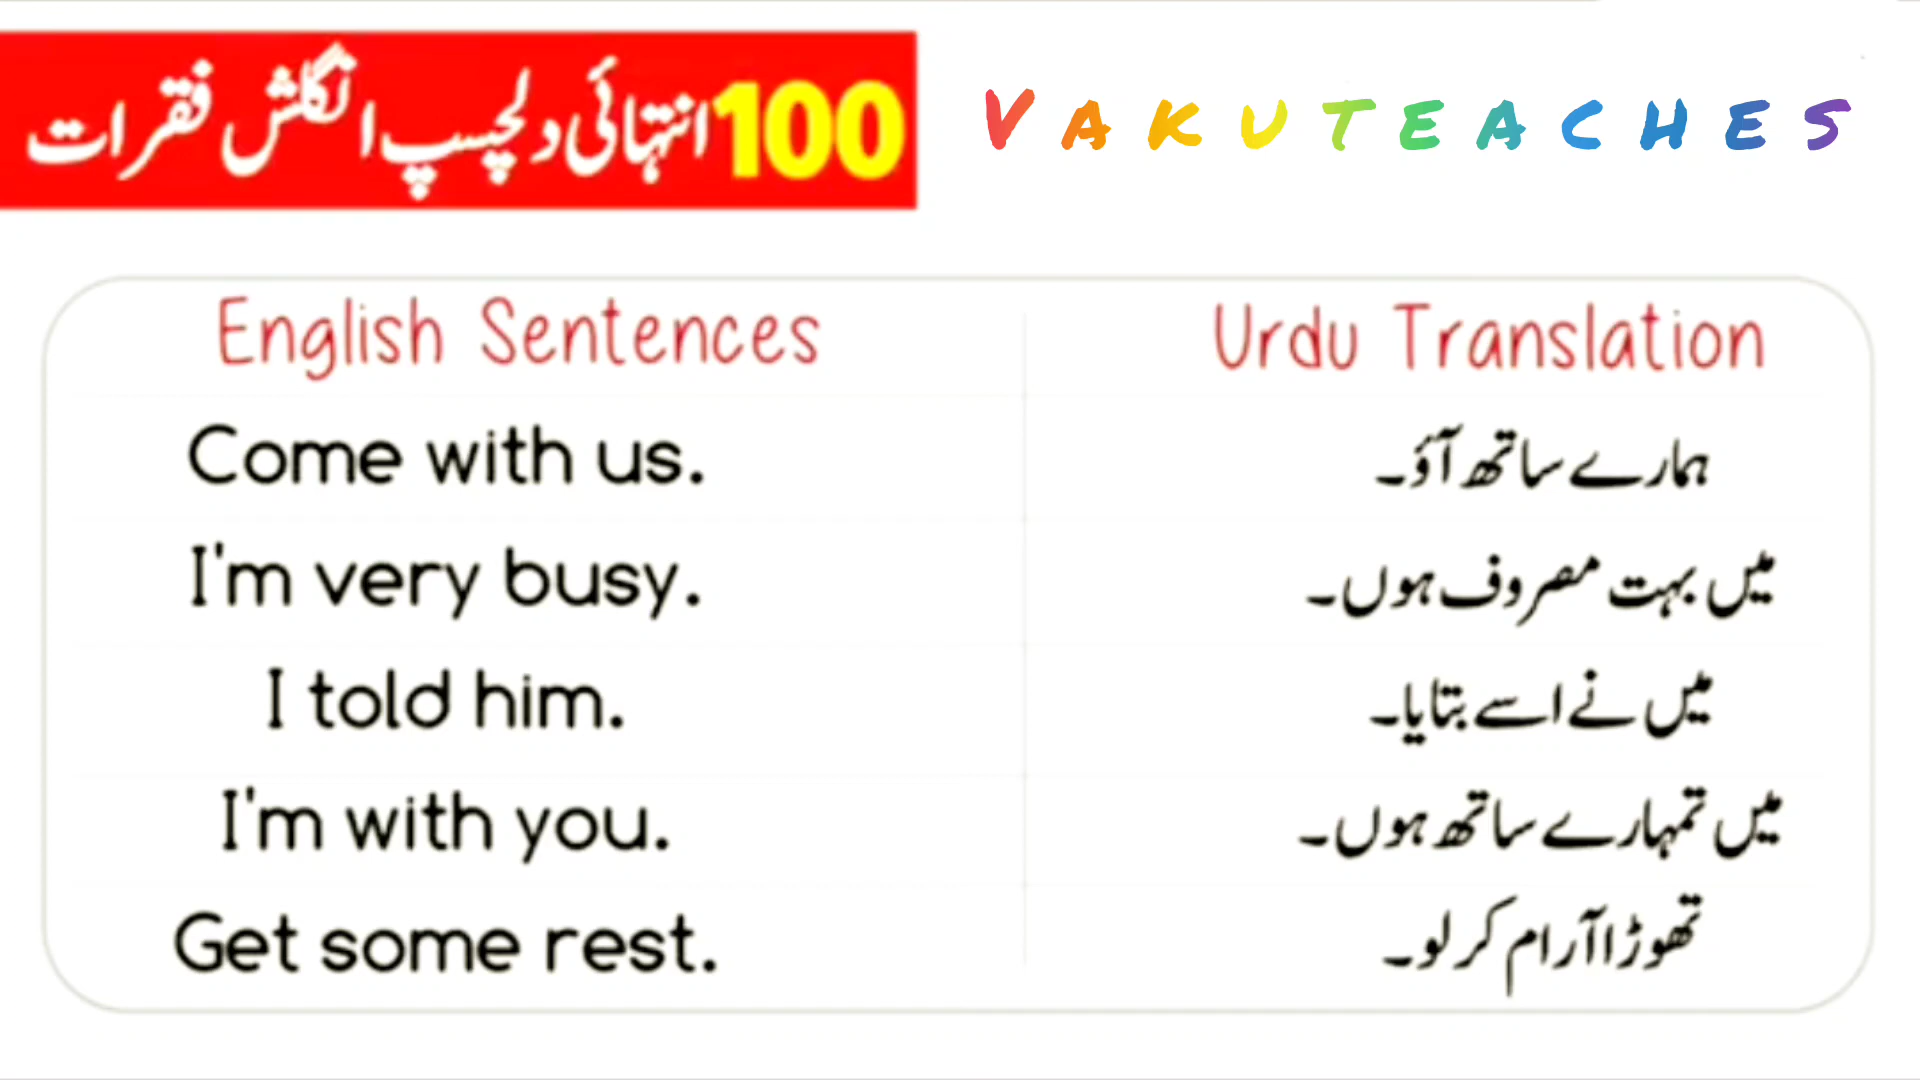 100 انتہائی دلچسپ انگلش فقرات
VAKUTEACHES
English Sentences Urdu Translation
Come with us. ہمارے ساتھ آؤ۔
I'm very busy. میں بہت مصروف ہوں۔
I told him. میں نے اسے بتایا۔
I'm with you. میں تمہارے ساتھ ہوں۔
Get some rest. تھوڑا آرام کر لو۔